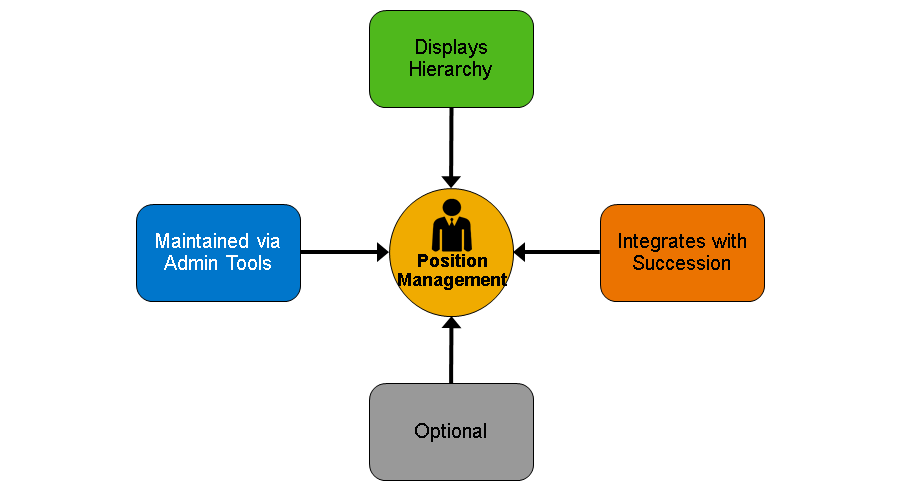 Displays
Hierarchy
Maintained via
Admin Tools
Position
Management
Integrates with
Succession
Optional